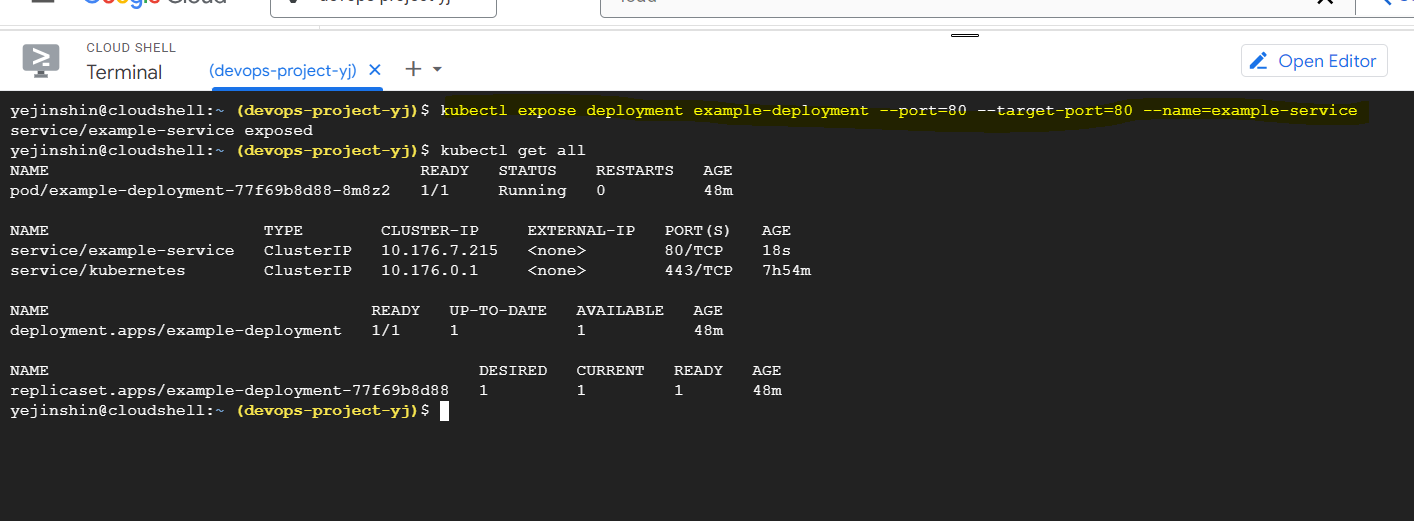 Google Cloud
CLOUD SHELL
Terminal
(devops-project-yj)
Open Editor
yejinshin@cloudshell:~ (devops-project-yj)$ kubectl expose deployment example-deployment --port=80 --target-port=80 --name=example-service
service/example-service exposed
yejinshin@cloudshell:~ (devops-project-yj)$ kubectl get all
NAME READY STATUS RESTARTS AGE
pod/example-deployment-77f69b8d88-8m8z2 1/1 Running 0 48m
NAME TYPE CLUSTER-IP EXTERNAL-IP PORT(S) AGE
service/example-service ClusterIP 10.176.7.215 <none> 80/TCP 18s
service/kubernetes ClusterIP 10.176.0.1 <none> 443/TCP 7h54m
NAME READY UP-TO-DATE AVAILABLE AGE
deployment.apps/example-deployment 1/1 1 1 48m
NAME DESIRED CURRENT READY AGE
replicaset.apps/example-deployment-77f69b8d88 1 1 1 48m
yejinshin@cloudshell:~ (devops-project-yj)$